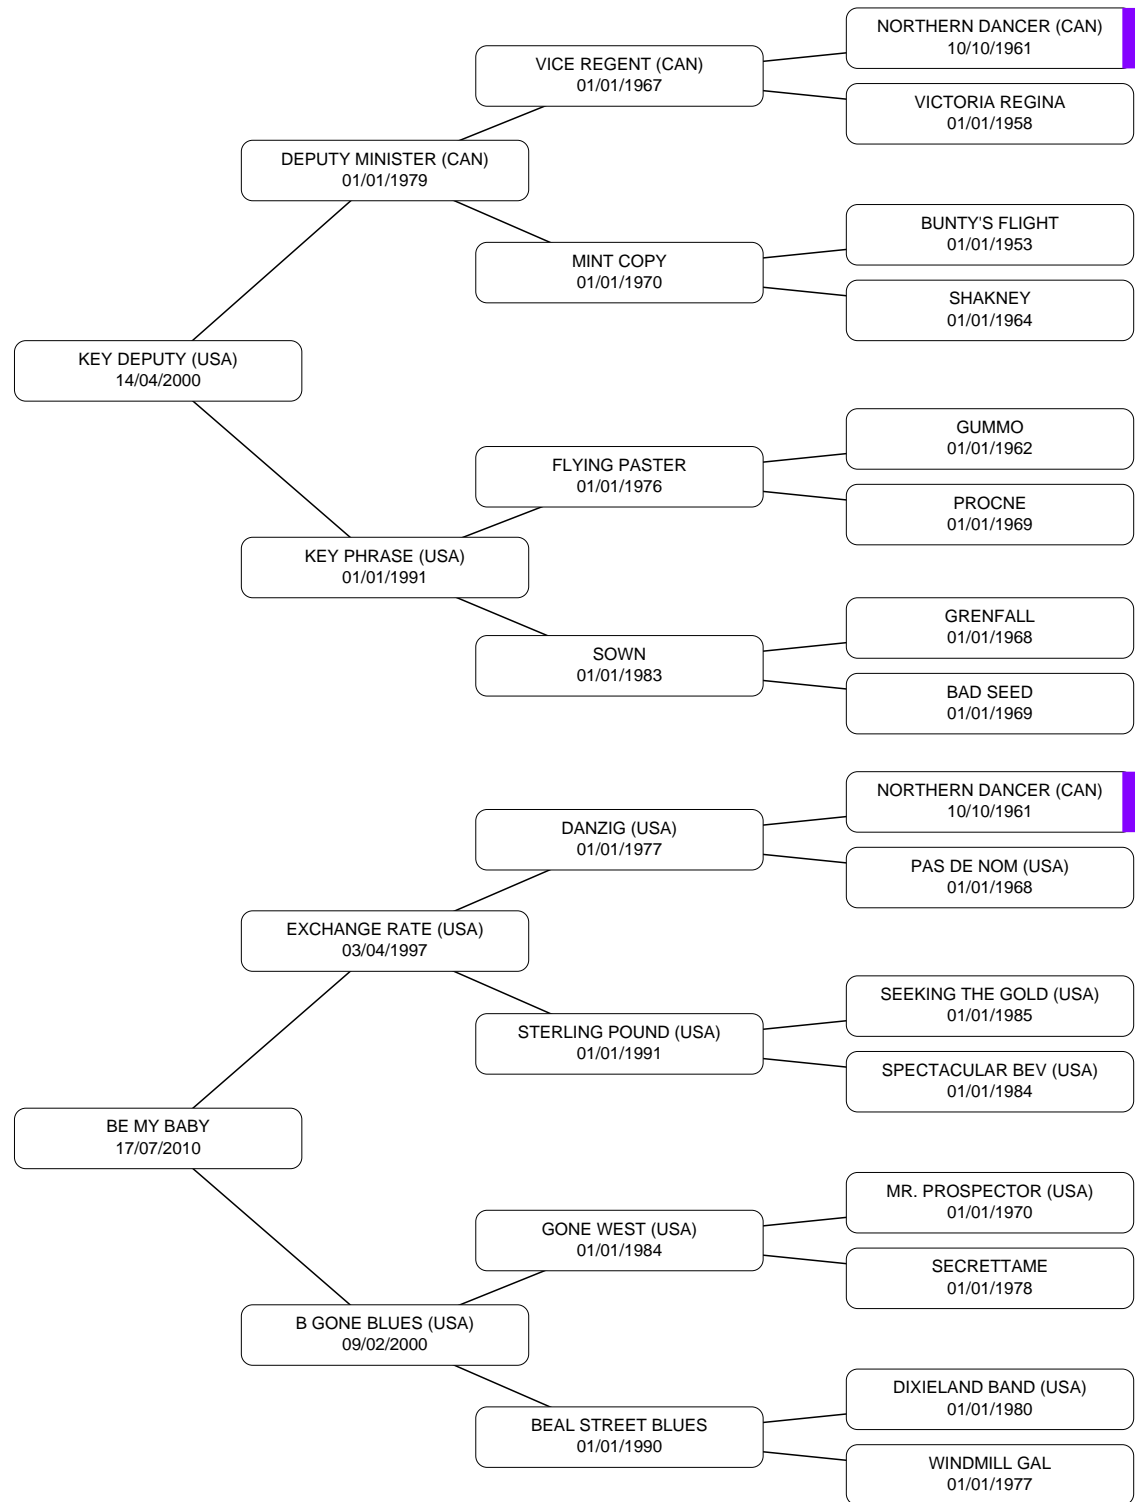 NORTHERN DANCER (CAN)
10/10/1961
VICE REGENT (CAN)
01/01/1967
VICTORIA REGINA
01/01/1958
DEPUTY MINISTER (CAN)
01/01/1979
BUNTY'S FLIGHT
01/01/1953
MINT COPY
01/01/1970
SHAKNEY
01/01/1964
KEY DEPUTY (USA)
14/04/2000
GUMMO
01/01/1962
FLYING PASTER
01/01/1976
PROCNE
01/01/1969
KEY PHRASE (USA)
01/01/1991
GRENFALL
01/01/1968
SOWN
01/01/1983
BAD SEED
01/01/1969
NORTHERN DANCER (CAN)
10/10/1961
DANZIG (USA)
01/01/1977
PAS DE NOM (USA)
01/01/1968
EXCHANGE RATE (USA)
03/04/1997
SEEKING THE GOLD (USA)
01/01/1985
STERLING POUND (USA)
01/01/1991
SPECTACULAR BEV (USA)
01/01/1984
BE MY BABY
17/07/2010
MR. PROSPECTOR (USA)
01/01/1970
GONE WEST (USA)
01/01/1984
SECRETTAME
01/01/1978
B GONE BLUES (USA)
09/02/2000
DIXIELAND BAND (USA)
01/01/1980
BEAL STREET BLUES
01/01/1990
WINDMILL GAL
01/01/1977